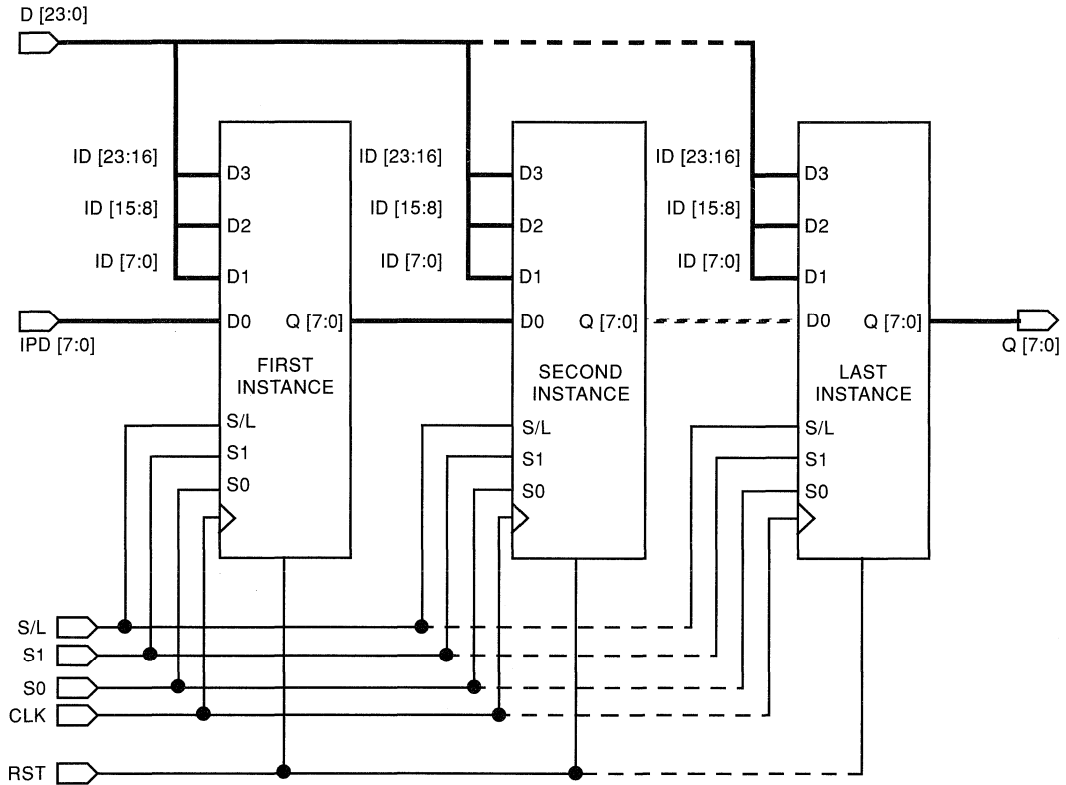 D [23:0]
ID [23:16]
D3
ID [15:8]
D2
ID [7:0]
D1
IPD [7:0]
D0
Q [7:0]
FIRST
INSTANCE
S/L
S1
S0
ID [23:16]
D3
ID [15:8]
D2
ID [7:0]
D1
D0
Q [7:0]
SECOND
INSTANCE
S/L
S1
S0
ID [23:16]
D3
ID [15:8]
D2
ID [7:0]
D1
D0
Q [7:0]
LAST
INSTANCE
S/L
S1
S0
Q [7:0]
S/L
S1
S0
CLK
RST